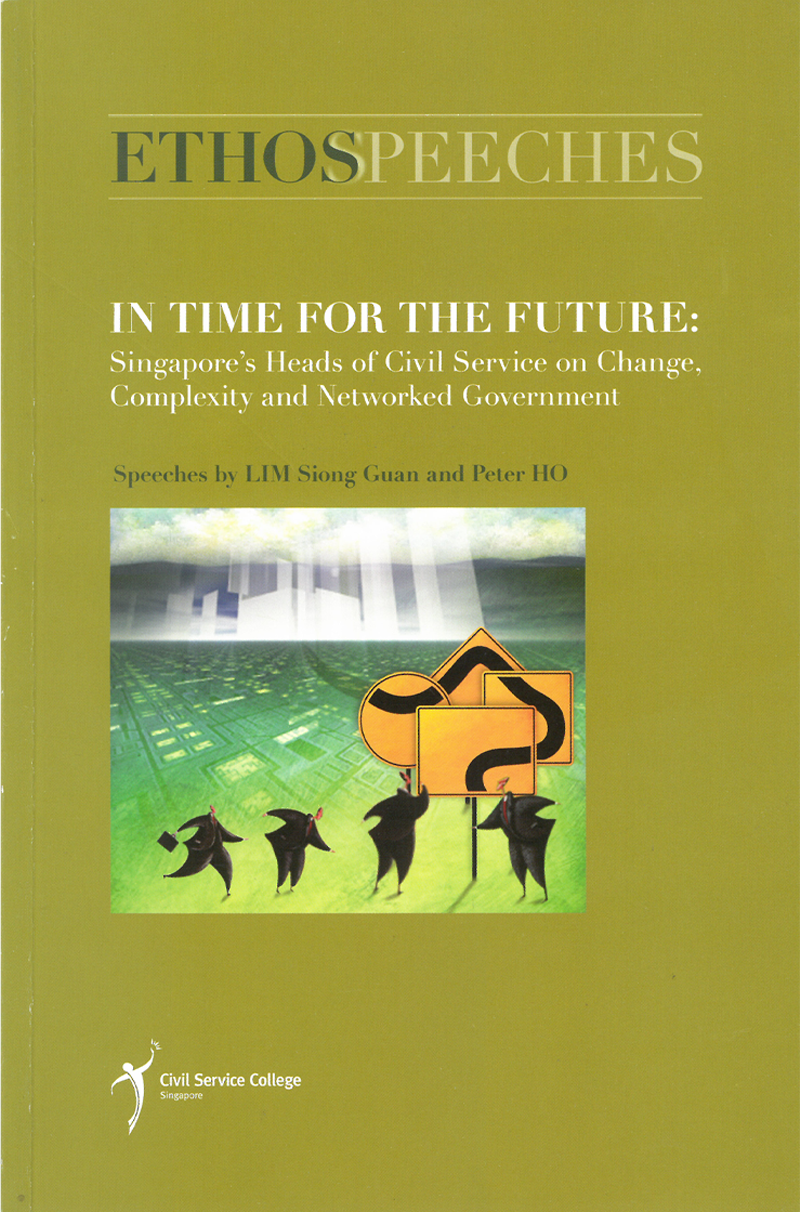 ETHOSPEECHES
IN TIME FOR THE FUTURE:
Singapore's Heads of Civil Service on Change,
Complexity and Networked Government
Speeches by LIM Siong Guan and Peter HO
Civil Service College
Singapore